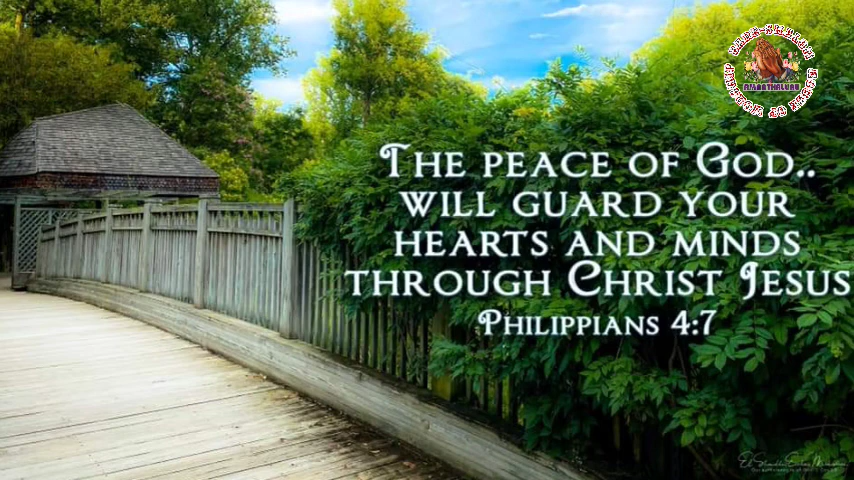 The peace of God..
will guard your
hearts and minds
through Christ Jesus
Philippians 4:7